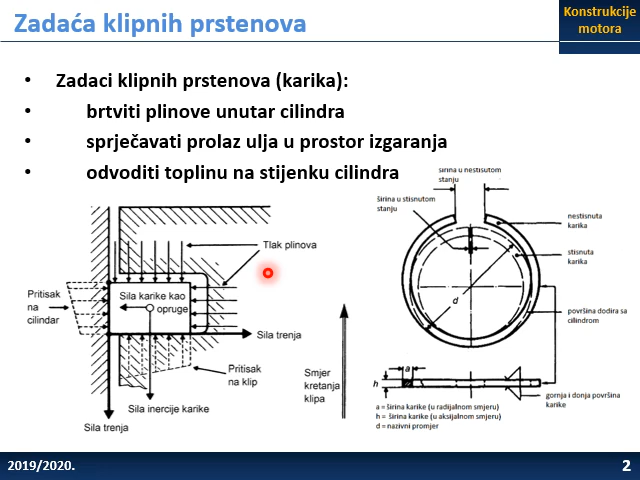 Zadaća klipnih prstenova
Konstrukcije
motora
• Zadaci klipnih prstenova (karika):
• brtviti plinove unutar cilindra
• sprječavati prolaz ulja u prostor izgaranja
• odvoditi toplinu na stijenku cilindra
Tlak plinova
Pritisak
na
cilindar
Sila karike kao
opruge
Sila trenja
Pritisak
na klip
Sila inercije karike
Sila trenja
Smjer
kretanja
klipa
širina u nestisutom
stanju
širina u stisnutom
stanju
nestisnuta
karika
stisnuta
karika
d
površina dodira sa
cilindrom
a
h
gornja i donja površina
karike
a = širina karike (u radijalnom smjeru)
h = širina karike (u aksijalnom smjeru)
d = nazivni promjer
2019/2020.
2